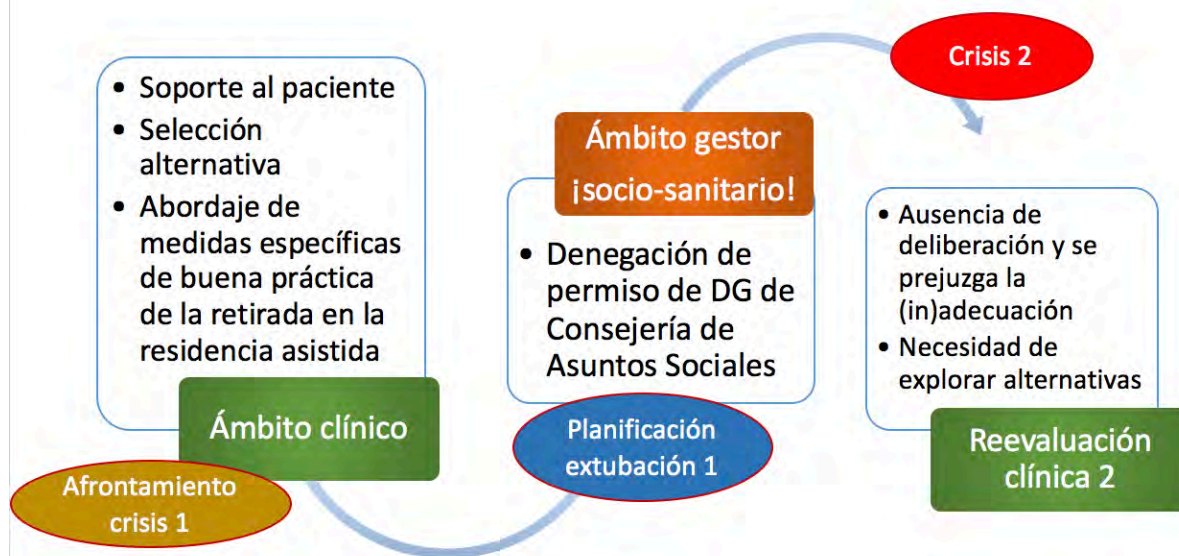 • Soporte al paciente
• Selección
alternativa
• Abordaje de
medidas específicas
de buena práctica
de la retirada en la
residencia asistida
Ámbito clínico
Afrontamiento
crisis 1
Ámbito gestor
¡socio-sanitario!
• Denegación de
permiso de DG de
Consejería de
Asuntos Sociales
Planificación
extubación 1
Crisis 2
• Ausencia de
deliberación y se
prejuzga la
(in)adecuación
• Necesidad de
explorar alternativas
Reevaluación
clínica 2